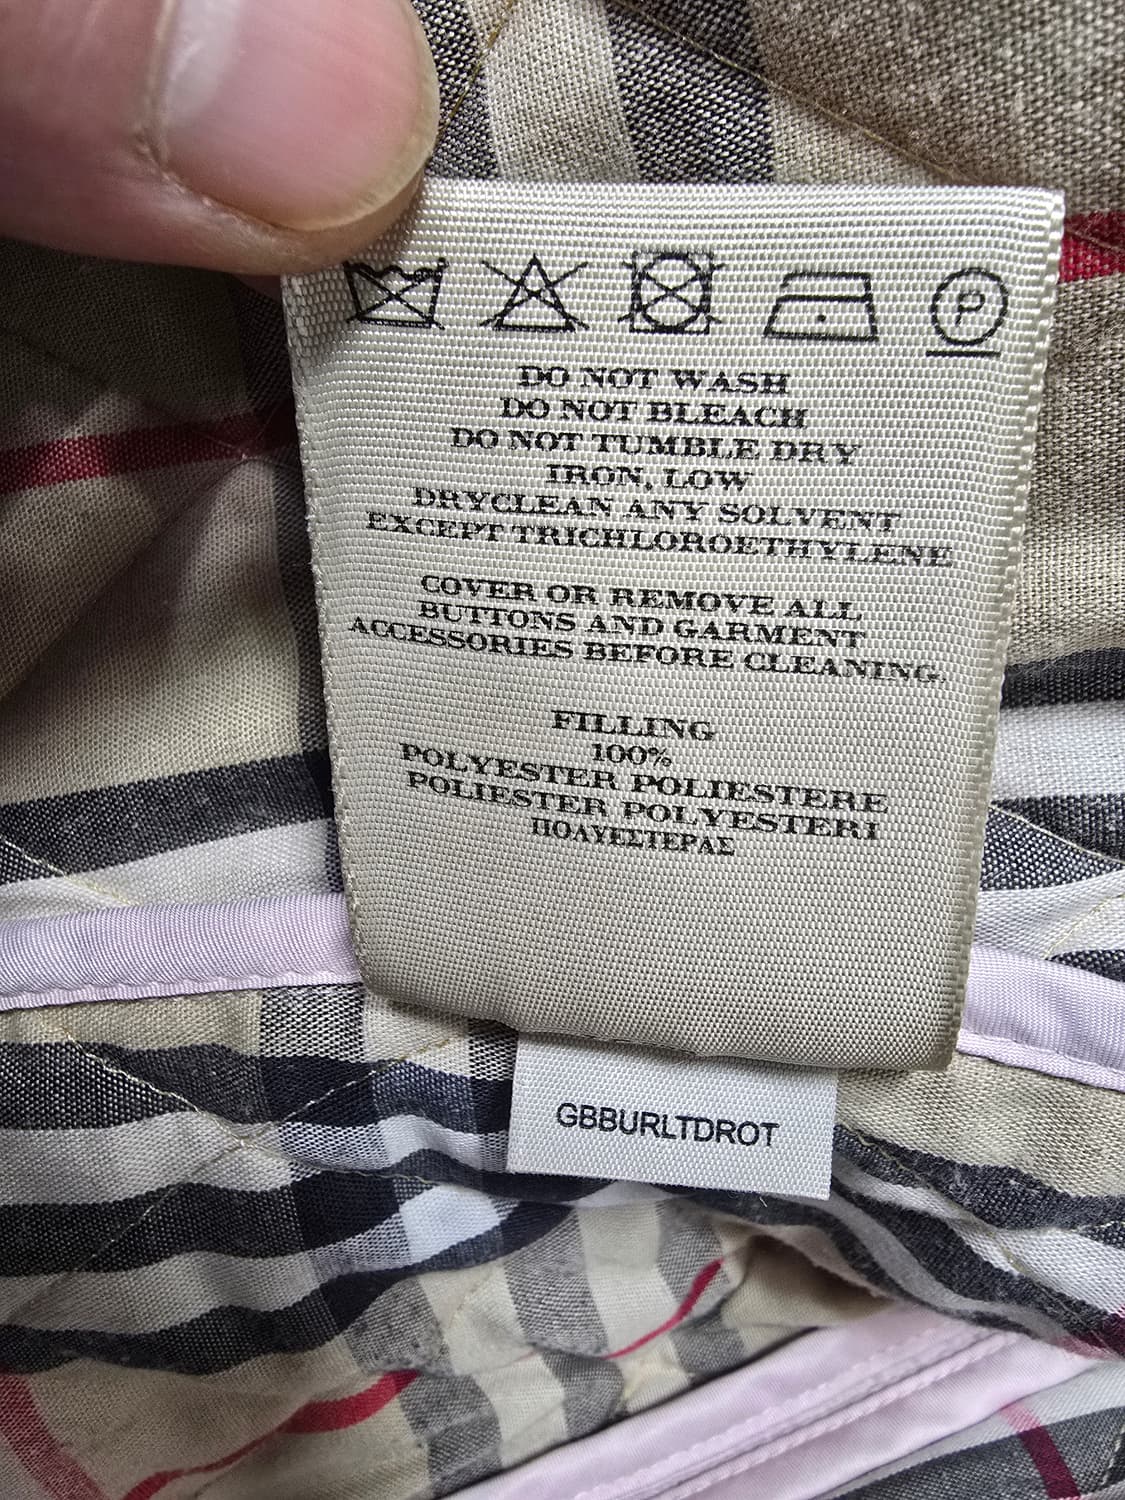 P
DO NOT WASH
DO NOT BLEACH
DO NOT TUMBLE DRY
IRON, LOW
DRYCLEAN ANY SOLVENT
EXCEPT TRICHLOROETHYLENE
COVER OR REMOVE ALL
BUTTONS AND GARMENT
ACCESSORIES BEFORE CLEANING.
FILLING
100%
POLYESTER POLIESTERE
POLIESTER POLYESTERI
ΠΟΛΥΕΣΤΕΡΑΣ
GBBURLTDROT